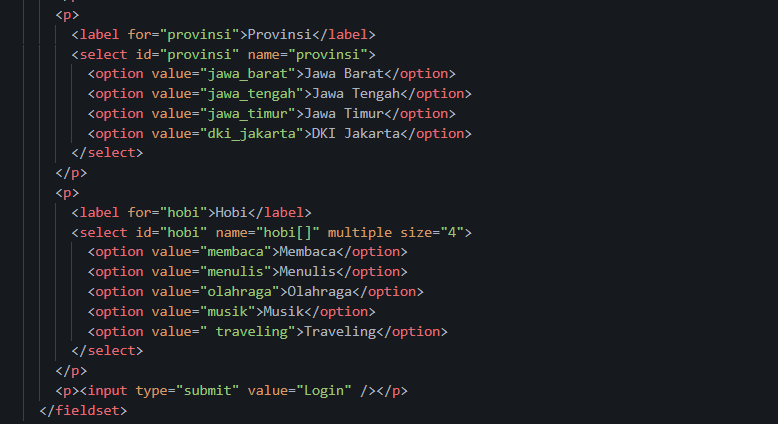 <p>
<label for="provinsi">Provinsi</label>
<select id="provinsi" name="provinsi">
<option value="jawa_barat">Jawa Barat</option>
<option value="jawa_tengah">Jawa Tengah</option>
<option value="jawa_timur">Jawa Timur</option>
<option value="dki_jakarta">DKI Jakarta</option>
</select>
</p>
<p>
<label for="hobi">Hobi</label>
<select id="hobi" name="hobi[]" multiple size="4">
<option value="membaca">Membaca</option>
<option value="menulis">Menulis</option>
<option value="olahraga">Olahraga</option>
<option value="musik">Musik</option>
<option value=" traveling">Traveling</option>
</select>
</p>
<p><input type="submit" value="Login" /></p>
</fieldset>